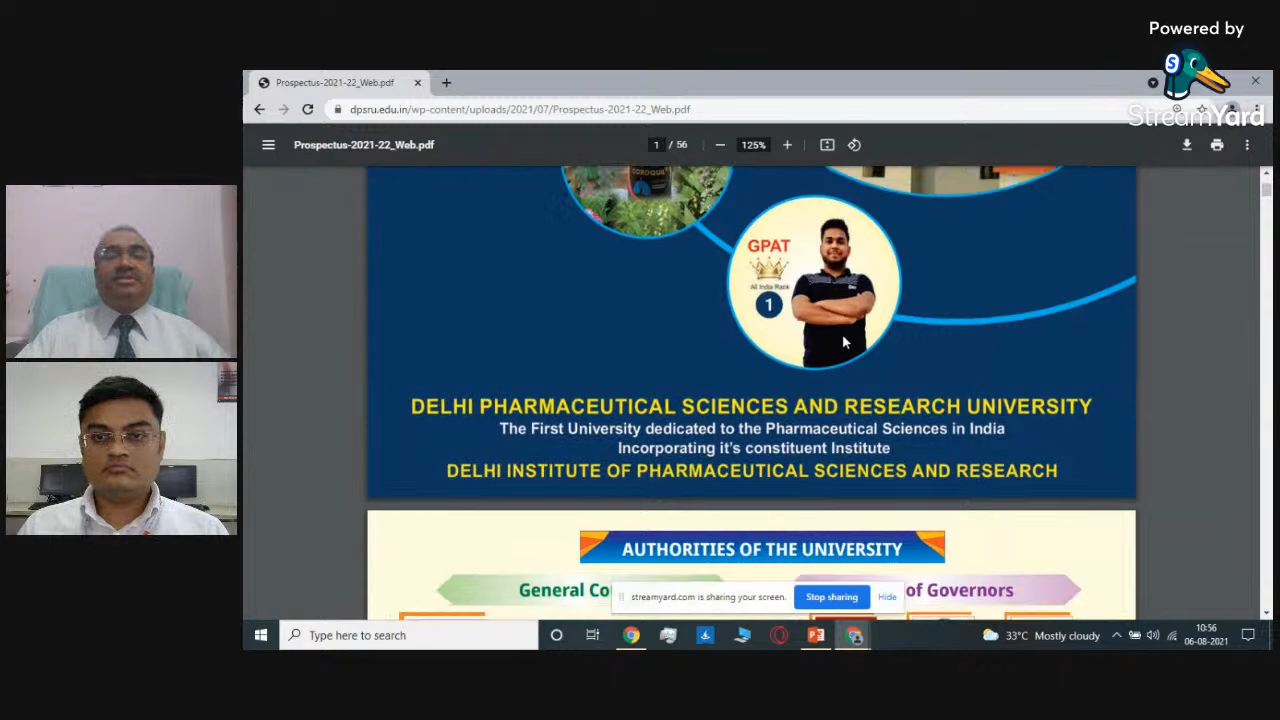 Powered by
StreamYard
Prospectus-2021-22_Web.pdf
dpsru.edu.in/wp-content/uploads/2021/07/Prospectus-2021-22_Web.pdf
Prospectus-2021-22_Web.pdf
1 / 56
125%
COROQUIL
GPAT
All India Rank
1
DELHI PHARMACEUTICAL SCIENCES AND RESEARCH UNIVERSITY
The First University dedicated to the Pharmaceutical Sciences in India
Incorporating it's constituent Institute
DELHI INSTITUTE OF PHARMACEUTICAL SCIENCES AND RESEARCH
AUTHORITIES OF THE UNIVERSITY
General Co
of Governors
streamyard.com is sharing your screen.
Stop sharing
Hide
Type here to search
33°C Mostly cloudy
10:56
06-08-2021